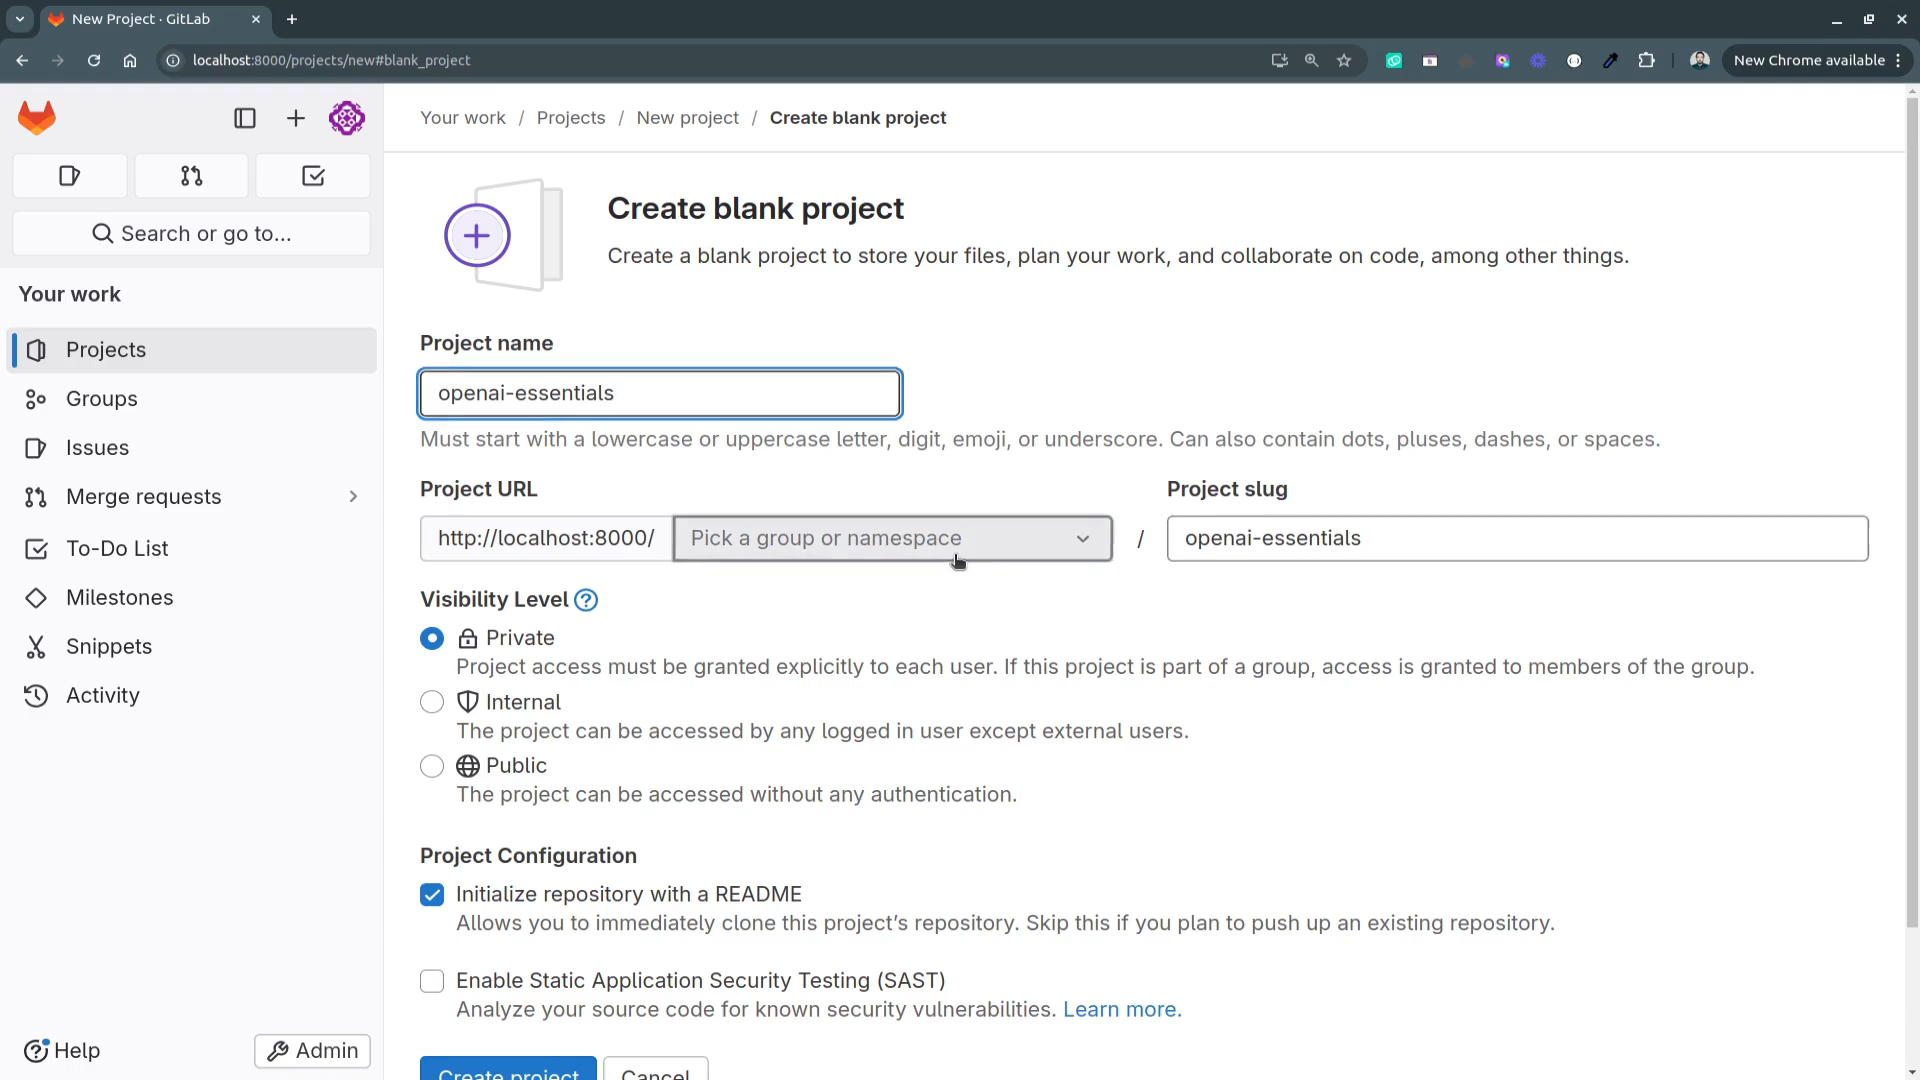 New Project · GitLab
localhost:8000/projects/new#blank_project
New Chrome available
Search or go to...
Your work
Projects
Groups
Issues
Merge requests
To-Do List
Milestones
Snippets
Activity
Help
Admin
Your work / Projects / New project / Create blank project
Create blank project
Create a blank project to store your files, plan your work, and collaborate on code, among other things.
Project name
openai-essentials
Must start with a lowercase or uppercase letter, digit, emoji, or underscore. Can also contain dots, pluses, dashes, or spaces.
Project URL
http://localhost:8000/
Pick a group or namespace
/
Project slug
openai-essentials
Visibility Level
Private
Project access must be granted explicitly to each user. If this project is part of a group, access is granted to members of the group.
Internal
The project can be accessed by any logged in user except external users.
Public
The project can be accessed without any authentication.
Project Configuration
Initialize repository with a README
Allows you to immediately clone this project’s repository. Skip this if you plan to push up an existing repository.
Enable Static Application Security Testing (SAST)
Analyze your source code for known security vulnerabilities. Learn more.
Create project
Cancel